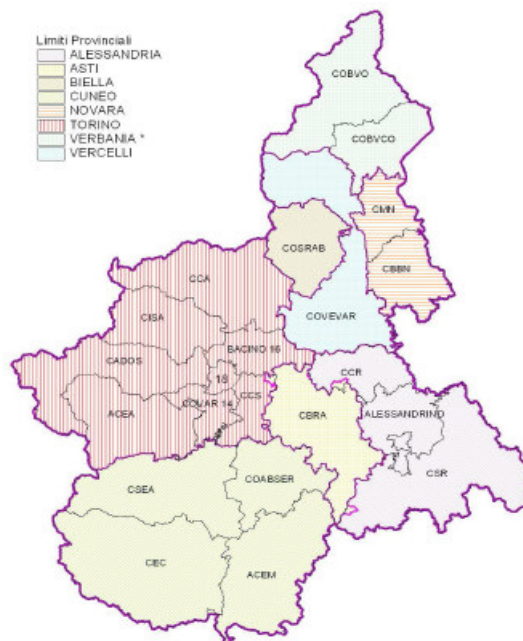 Limiti Provinciali
ALESSANDRIA
ASTI
BIELLA
CUNEO
NOVARA
TORINO
VERBANIA *
VERCELLI
COBVO
COBVCO
CMN
COSRAB
CBBN
CCA
COVEVAR
CISA
BACINO 16
CADOS
18
CCR
ACEA
COVAR 14
CCS
CBRA
ALESSANDRINO
CSR
CSEA
COABSER
CEC
ACEM